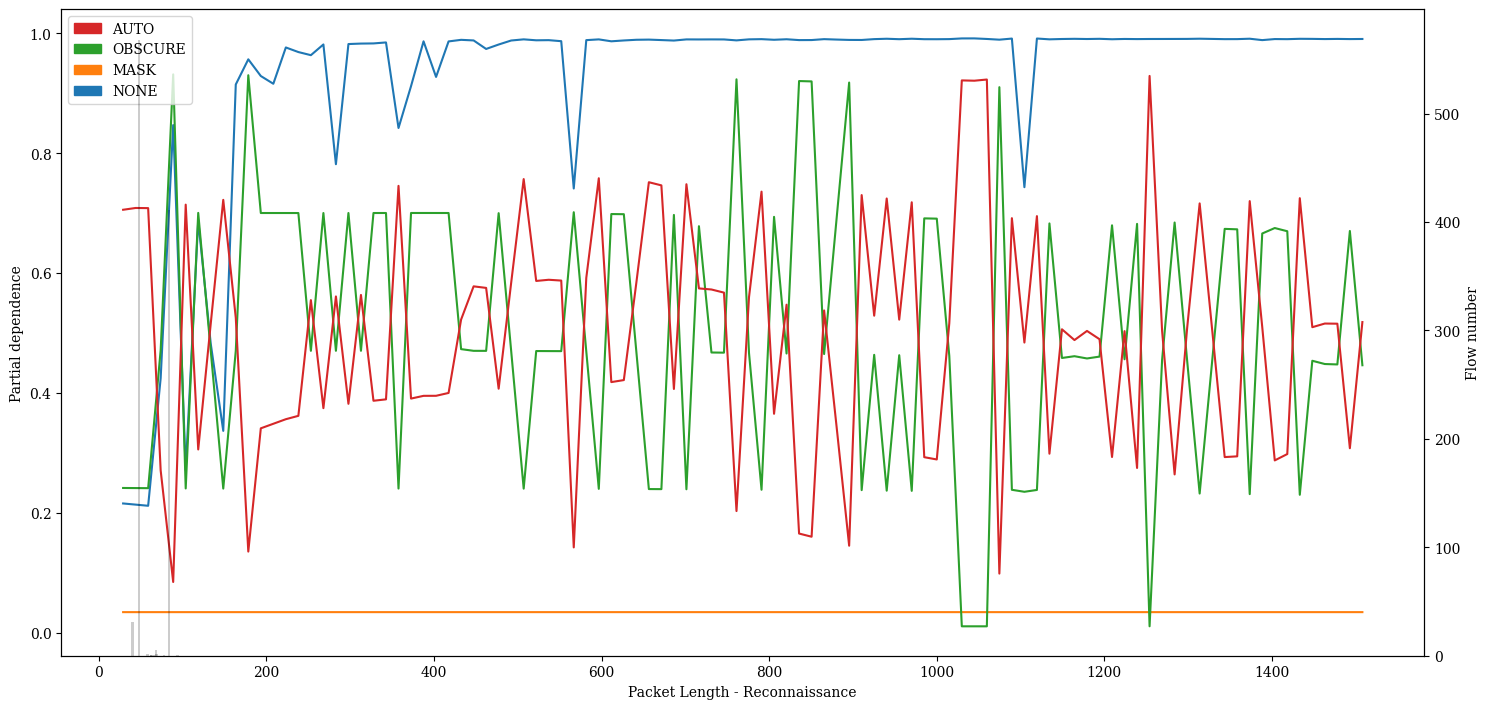 AUTO
OBSCURE
MASK
NONE
1.0
0.8
0.6
0.4
0.2
0.0
Partial dependence
500
400
300
200
100
0
Flow number
0 200 400 600 800 1000 1200 1400
Packet Length - Reconnaissance